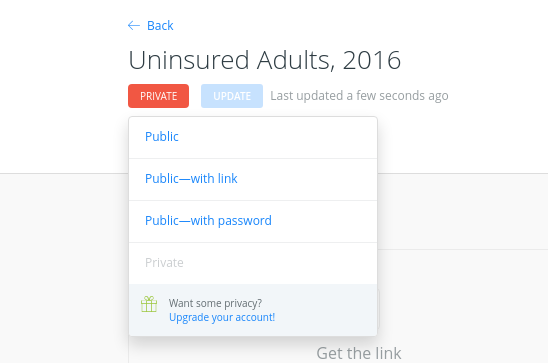 ← Back
Uninsured Adults, 2016
PRIVATE UPDATE Last updated a few seconds ago
Public
Public—with link
Public—with password
Private
Want some privacy?
Upgrade your account!
Get the link